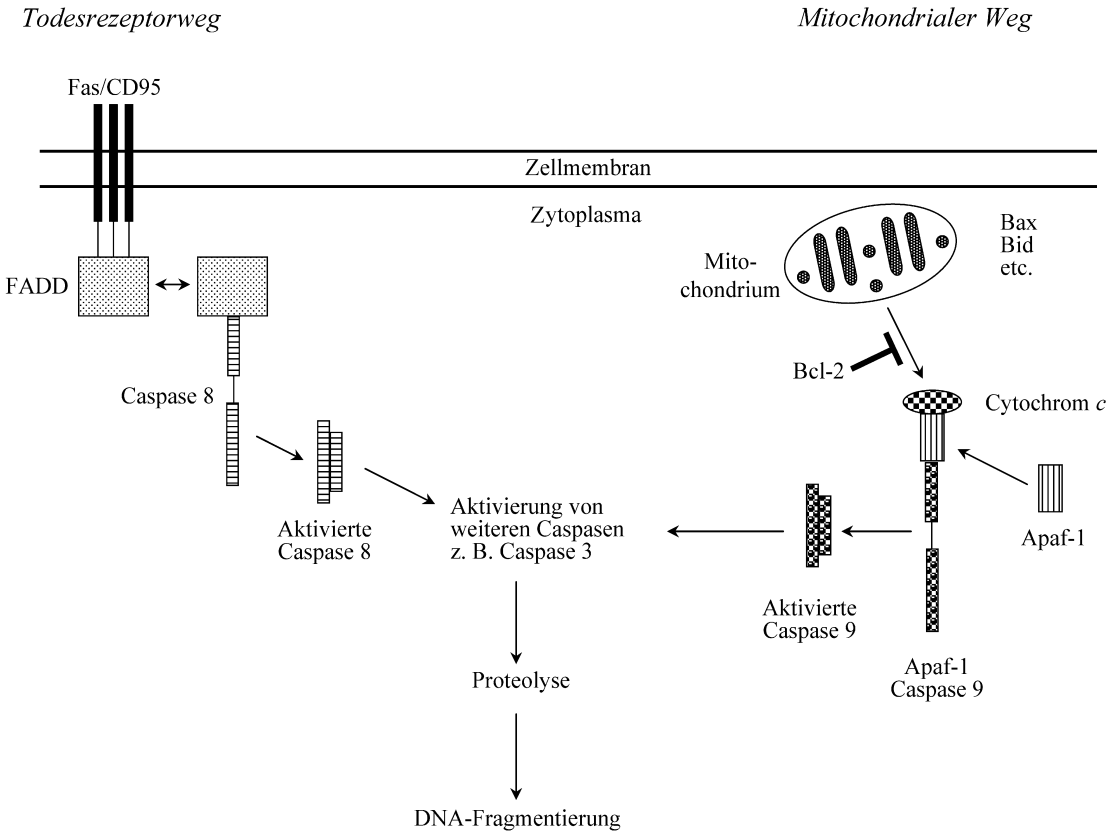 Todesrezeptorweg
Mitochondrialer Weg
Fas/CD95
Zellmembran
Zytoplasma
Bax
Bid
etc.
Mito-
chondrium
FADD
Bcl-2
Caspase 8
Cytochrom c
Aktivierte
Caspase 8
Aktivierung von
weiteren Caspasen
z. B. Caspase 3
Apaf-1
Aktivierte
Caspase 9
Apaf-1
Caspase 9
Proteolyse
DNA-Fragmentierung